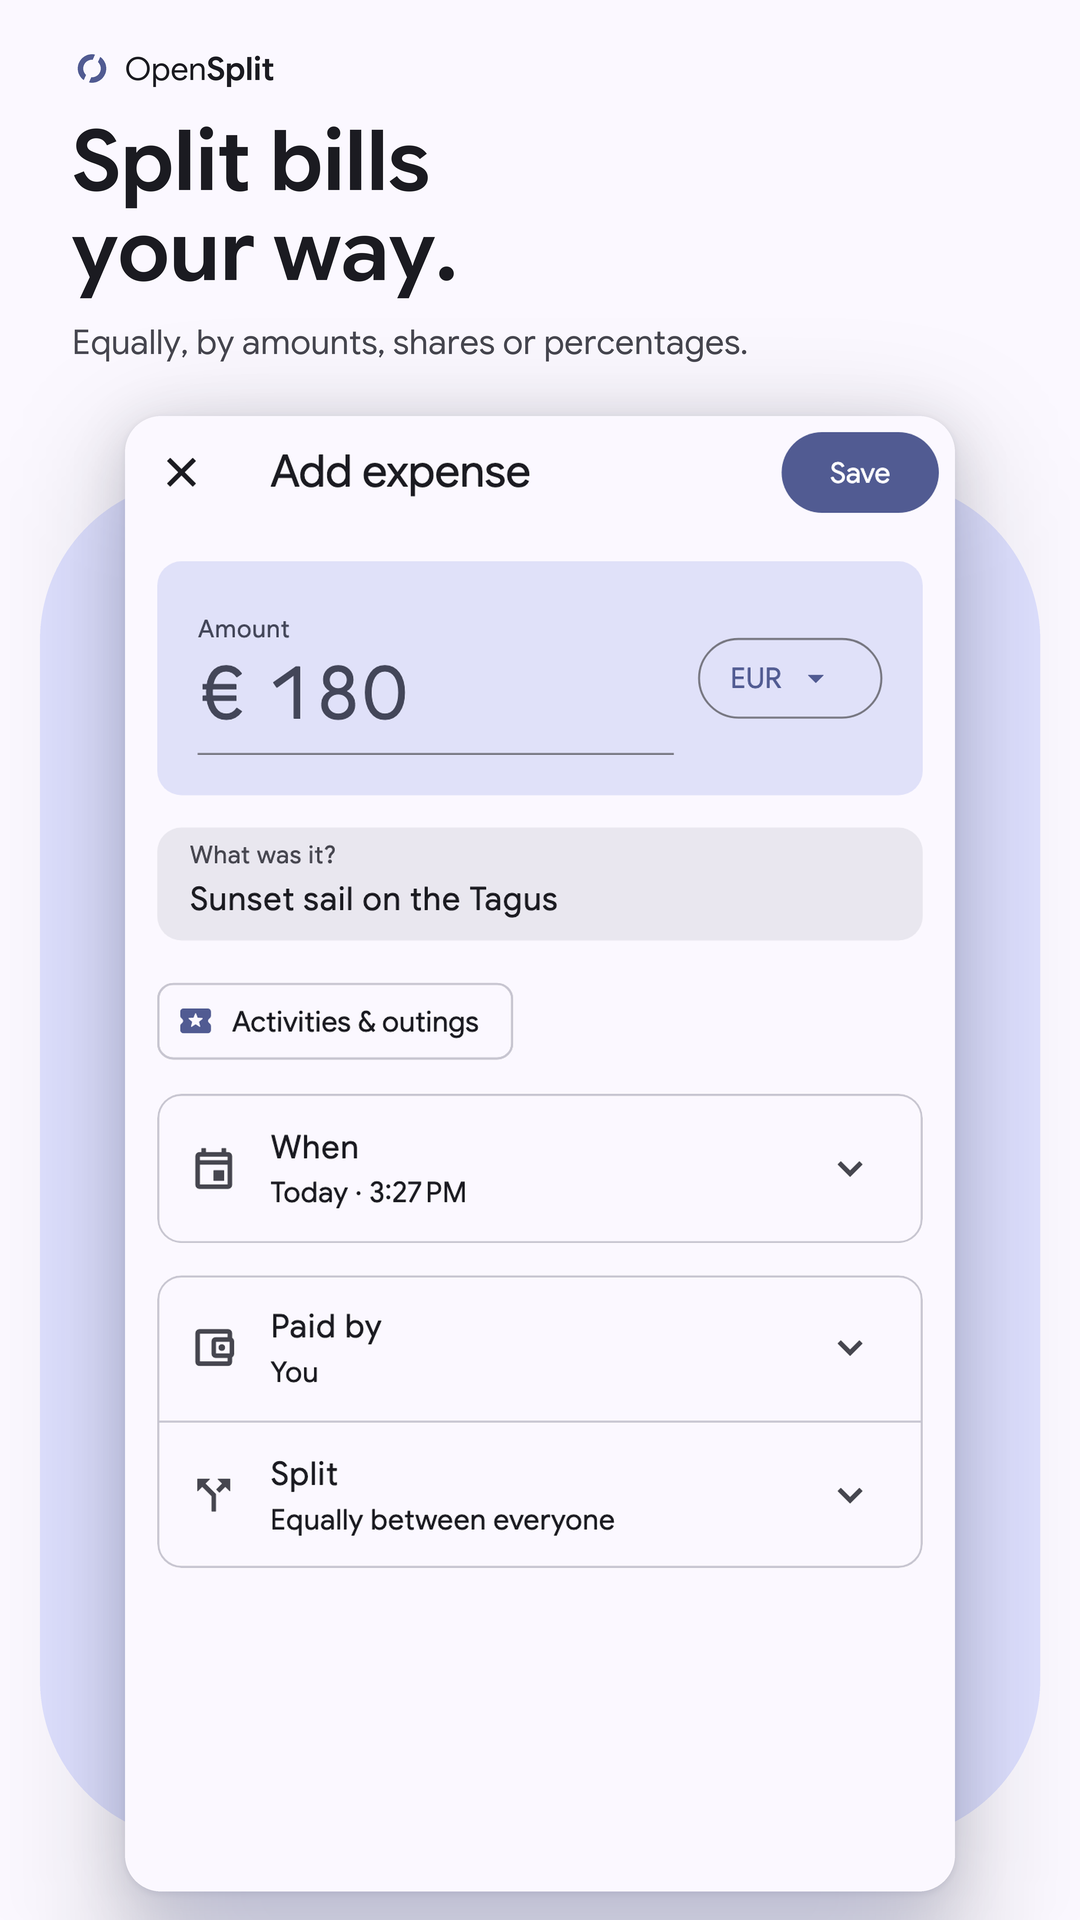 OpenSplit
Split bills
your way.
Equally, by amounts, shares or percentages.
Add expense
Save
Amount
€ 180
EUR
What was it?
Sunset sail on the Tagus
Activities & outings
When
Today · 3:27 PM
Paid by
You
Split
Equally between everyone